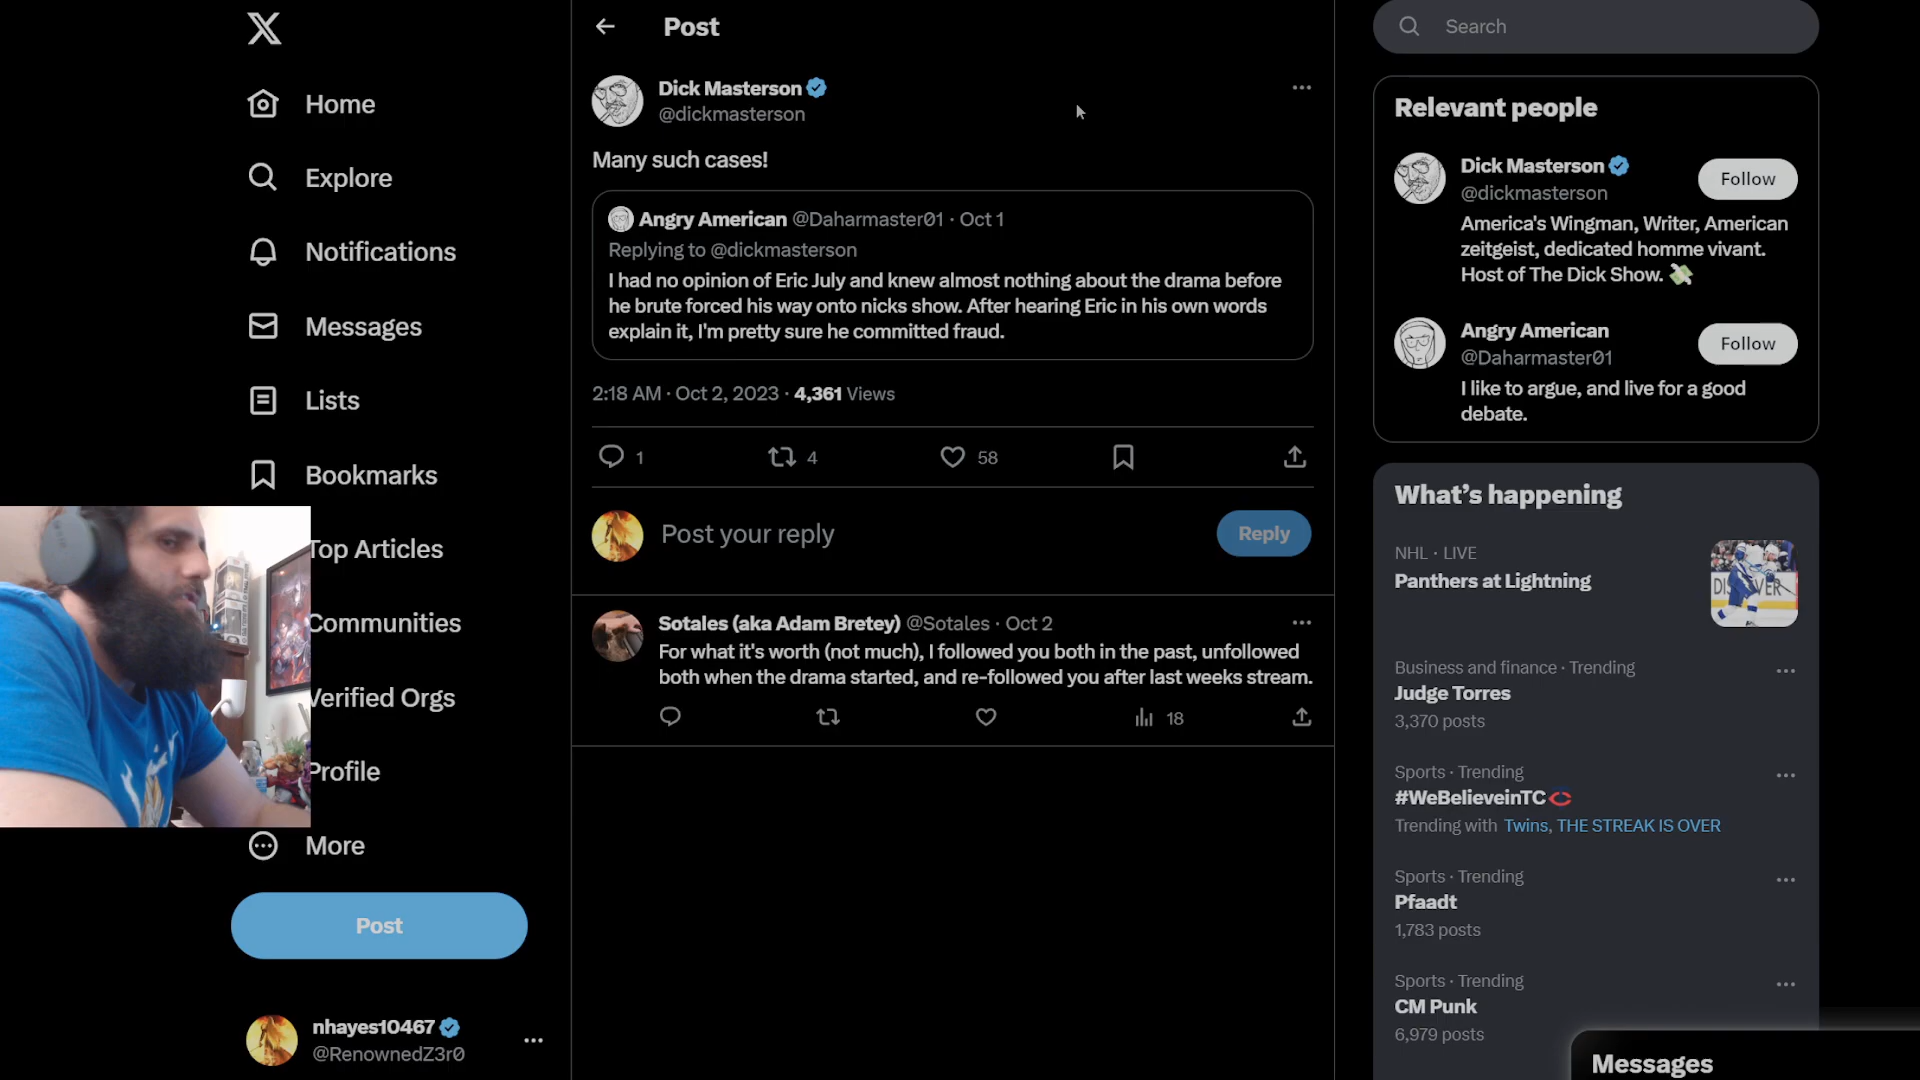 Home
Explore
Notifications
Messages
Lists
Bookmarks
Top Articles
Communities
Verified Orgs
Profile
More
Post
nhayes10467
@RenownedZ3r0
Post
Dick Masterson
@dickmasterson
Many such cases!
Angry American @Daharmaster01 · Oct 1
Replying to @dickmasterson
I had no opinion of Eric July and knew almost nothing about the drama before
he brute forced his way onto nicks show. After hearing Eric in his own words
explain it, I'm pretty sure he committed fraud.
2:18 AM · Oct 2, 2023 · 4,361 Views
1 4 58
Post your reply
Reply
Sotales (aka Adam Bretey) @Sotales · Oct 2
For what it's worth (not much), I followed you both in the past, unfollowed
both when the drama started, and re-followed you after last weeks stream.
18
Search
Relevant people
Dick Masterson
@dickmasterson
Follow
America's Wingman, Writer, American
zeitgeist, dedicated homme vivant.
Host of The Dick Show. 💸
Angry American
@Daharmaster01
Follow
I like to argue, and live for a good
debate.
What's happening
NHL · LIVE
Panthers at Lightning
Business and finance · Trending
Judge Torres
3,370 posts
Sports · Trending
#WeBelieveinTC
Trending with Twins, THE STREAK IS OVER
Sports · Trending
Pfaadt
1,783 posts
Sports · Trending
CM Punk
6,979 posts
Messages